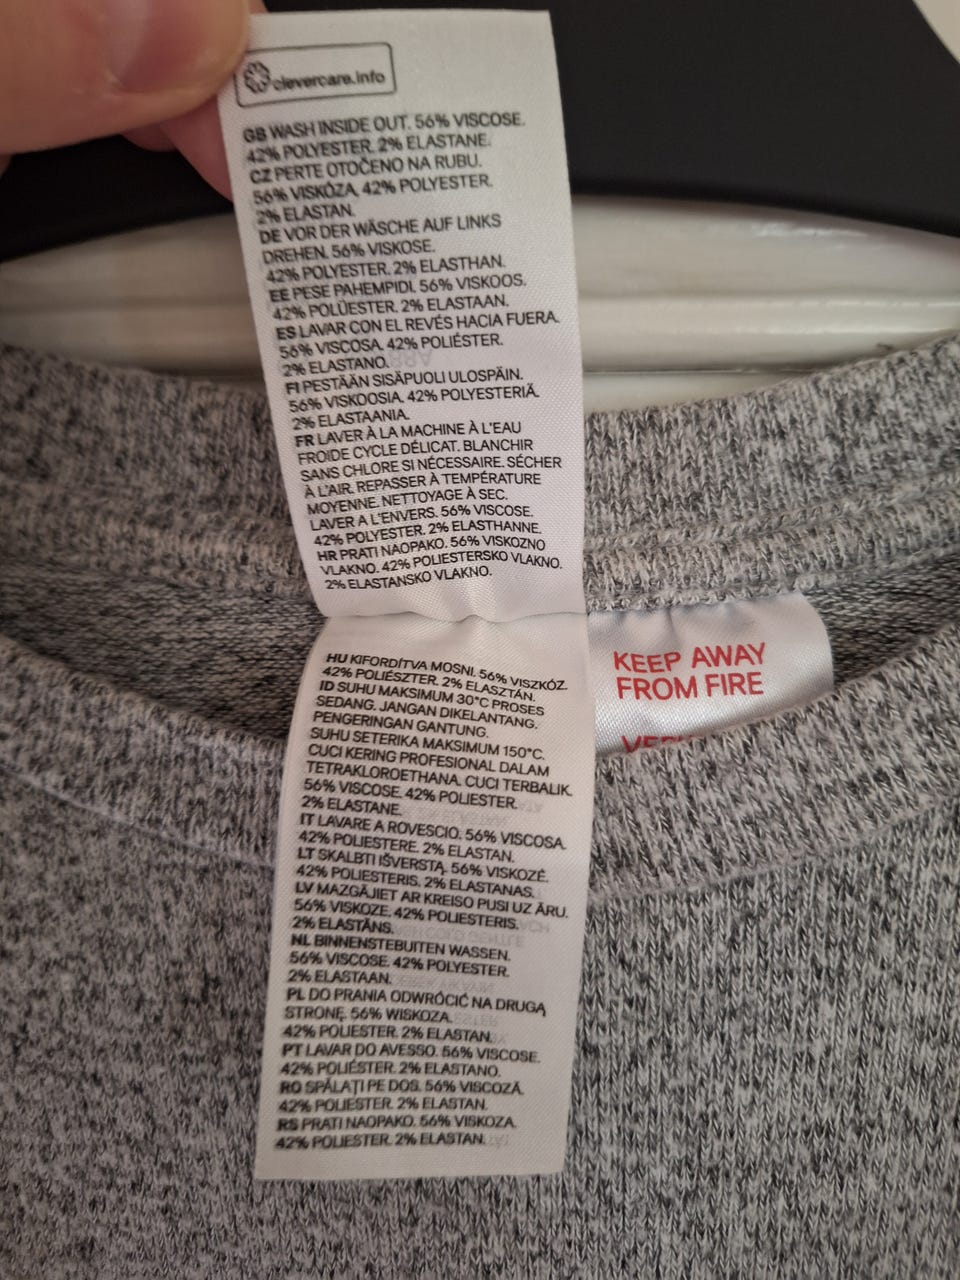 clevercare.info
GB WASH INSIDE OUT. 56% VISCOSE.
42% POLYESTER. 2% ELASTANE.
CZ PERTE OTOČENO NA RUBU.
56% VISKÓZA, 42% POLYESTER.
2% ELASTAN.
DE VOR DER WÄSCHE AUF LINKS
DREHEN. 56% VISKOSE.
42% POLYESTER. 2% ELASTHAN.
EE PESE PAHEMPIDI. 56% VISKOOS.
42% POLÜESTER. 2% ELASTAAN.
ES LAVAR CON EL REVÉS HACIA FUERA.
56% VISCOSA. 42% POLIÉSTER.
2% ELASTANO.
FI PESTÄÄN SISÄPUOLI ULOSPÄIN.
56% VISKOOSIA. 42% POLYESTERIÄ.
2% ELASTAANIA.
FR LAVER À LA MACHINE À L'EAU
FROIDE CYCLE DÉLICAT. BLANCHIR
SANS CHLORE SI NÉCESSAIRE. SÉCHER
À L'AIR. REPASSER À TEMPÉRATURE
MOYENNE. NETTOYAGE À SEC.
LAVER A L'ENVERS. 56% VISCOSE.
42% POLYESTER. 2% ELASTHANNE.
HR PRATI NAOPAKO. 56% VISKOZNO
VLAKNO. 42% POLIESTERSKO VLAKNO.
2% ELASTANSKO VLAKNO.
HU KIFORDÍTVA MOSNI. 56% VISZKÓZ.
42% POLIÉSZTER. 2% ELASZTÁN.
ID SUHU MAKSIMUM 30°C PROSES
SEDANG. JANGAN DIKELANTANG.
PENGERINGAN GANTUNG.
SUHU SETERIKA MAKSIMUM 150°C.
CUCI KERING PROFESIONAL DALAM
TETRAKLOROETHANA. CUCI TERBALIK.
56% VISCOSE. 42% POLIESTER.
2% ELASTANE.
IT LAVARE A ROVESCIO. 56% VISCOSA.
42% POLIESTERE. 2% ELASTAN.
LT SKALBTI IŠVERSTĄ. 56% VISKOZĖ.
42% POLIESTERIS. 2% ELASTANAS.
LV MAZGĀJIET AR KREISO PUSI UZ ĀRU.
56% VISKOZE. 42% POLIESTERIS.
2% ELASTĀNS.
NL BINNENSTEBUITEN WASSEN.
56% VISCOSE. 42% POLYESTER.
2% ELASTAAN.
PL DO PRANIA ODWRÓCIĆ NA DRUGĄ
STRONĘ. 56% WISKOZA.
42% POLIESTER. 2% ELASTAN.
PT LAVAR DO AVESSO. 56% VISCOSE.
42% POLIÉSTER. 2% ELASTANO.
RO SPĂLAȚI PE DOS. 56% VISCOZĂ.
42% POLIESTER. 2% ELASTAN.
RS PRATI NAOPAKO. 56% VISKOZA.
42% POLIESTER. 2% ELASTAN.
KEEP AWAY
FROM FIRE